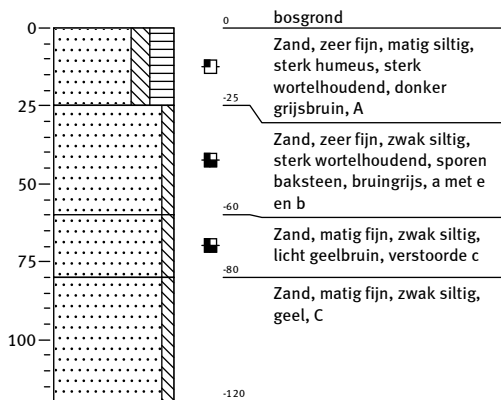 0
bosgrond
0
Zand, zeer fijn, matig siltig,
sterk humeus, sterk
wortelhoudend, donker
grijsbruin, A
25
-25
Zand, zeer fijn, zwak siltig,
sterk wortelhoudend, sporen
baksteen, bruingrijs, a met e
en b
50
-60
Zand, matig fijn, zwak siltig,
licht geelbruin, verstoorde c
75
-80
Zand, matig fijn, zwak siltig,
geel, C
100
-120